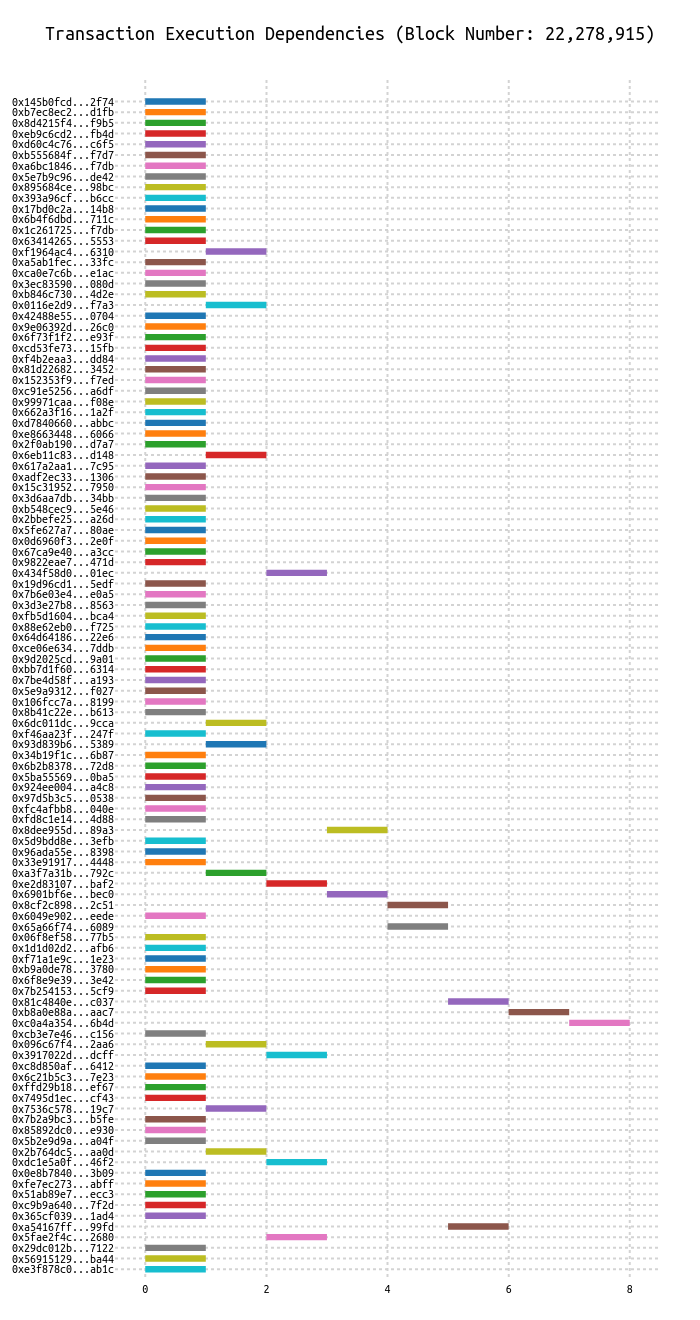 Transaction Execution Dependencies (Block Number: 22,278,915)
0x145b0fcd...2f74
0xb7ec8ec2...d1fb
0x8d4215f4...f9b5
0xeb9c6cd2...fb4d
0xd60c4c76...c6f5
0xb555684f...f7d7
0xa6bc1846...f7db
0x5e7b9c96...de42
0x895684ce...98bc
0x393a96cf...b6cc
0x17bd0c2a...14b8
0x6b4f6dbd...711c
0x1c261725...f7db
0x63414265...5553
0xf1964ac4...6310
0xa5ab1fec...33fc
0xca0e7c6b...e1ac
0x3ec83590...080d
0xb846c730...4d2e
0x0116e2d9...f7a3
0x42488e55...0704
0x9e06392d...26c0
0x6f73f1f2...e93f
0xcd53fe73...15fb
0xf4b2eaa3...dd84
0x81d22682...3452
0x152353f9...f7ed
0xc91e5256...a6df
0x99971caa...f08e
0x662a3f16...1a2f
0xd7840660...abbc
0xe8663448...6066
0x2f0ab190...d7a7
0x6eb11c83...d148
0x617a2aa1...7c95
0xadf2ec33...1306
0x15c31952...7950
0x3d6aa7db...34bb
0xb548cec9...5e46
0x2bbefe25...a26d
0x5fe627a7...80ae
0x0d6960f3...2e0f
0x67ca9e40...a3cc
0x9822eae7...471d
0x434f58d0...01ec
0x19d96cd1...5edf
0x7b6e03e4...e0a5
0x3d3e27b8...8563
0xfb5d1604...bca4
0x88e62eb0...f725
0x64d64186...22e6
0xce06e634...7ddb
0x9d2025cd...9a01
0xbb7d1f60...6314
0x7be4d58f...a193
0x5e9a9312...f027
0x106fcc7a...8199
0x8b41c22e...b613
0x6dc011dc...9cca
0xf46aa23f...247f
0x93d839b6...5389
0x34b19f1c...6b87
0x6b2b8378...72d8
0x5ba55569...0ba5
0x924ee004...a4c8
0x97d5b3c5...0538
0xfc4afbb8...040e
0xfd8c1e14...4d88
0x8dee955d...89a3
0x5d9bdd8e...3efb
0x96ada55e...8398
0x33e91917...4448
0xa3f7a31b...792c
0xe2d83107...baf2
0x6901bf6e...bec0
0x8cf2c898...2c51
0x6049e902...eede
0x65a66f74...6089
0x06f8ef58...77b5
0x1d1d02d2...afb6
0xf71a1e9c...1e23
0xb9a0de78...3780
0x6f8e9e39...3e42
0x7b254153...5cf9
0x81c4840e...c037
0xb8a0e88a...aac7
0xc0a4a354...6b4d
0xcb3e7e46...c156
0x096c67f4...2aa6
0x3917022d...dcff
0xc8d850af...6412
0x6c21b5c3...7e23
0xffd29b18...ef67
0x7495d1ec...cf43
0x7536c578...19c7
0x7b2a9bc3...b5fe
0x85892dc0...e930
0x5b2e9d9a...a04f
0x2b764dc5...aa0d
0xdc1e5a0f...46f2
0x0e8b7840...3b09
0xfe7ec273...abff
0x51ab89e7...ecc3
0xc9b9a640...7f2d
0x365cf039...1ad4
0xa54167ff...99fd
0x5fae2f4c...2680
0x29dc012b...7122
0x56915129...ba44
0xe3f878c0...ab1c
0 2 4 6 8